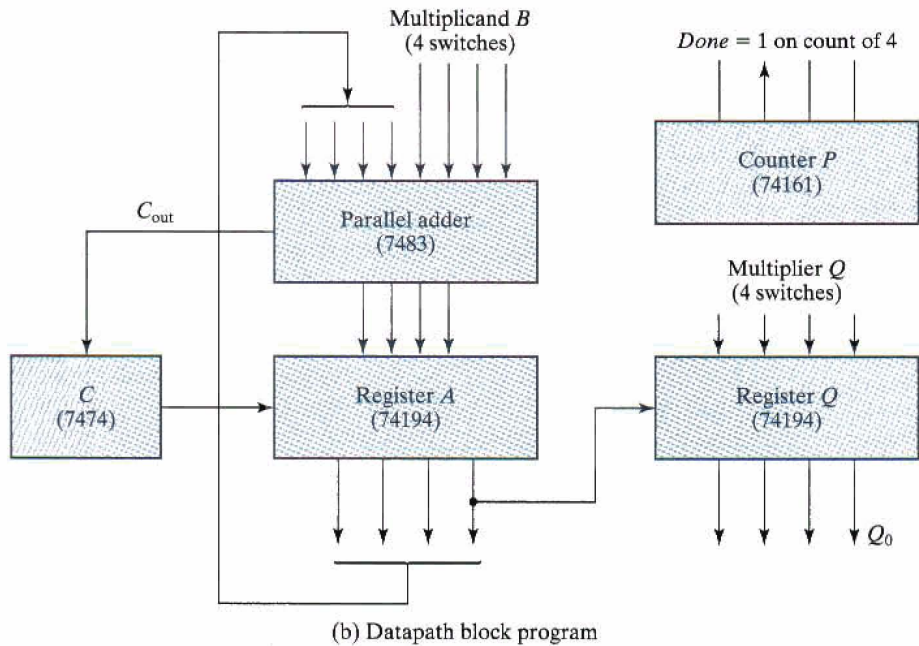 Multiplicand B
(4 switches)
Done = 1 on count of 4
Counter P
(74161)
Parallel adder
(7483)
Cout
Multiplier Q
(4 switches)
C
(7474)
Register A
(74194)
Register Q
(74194)
Q0
(b) Datapath block program